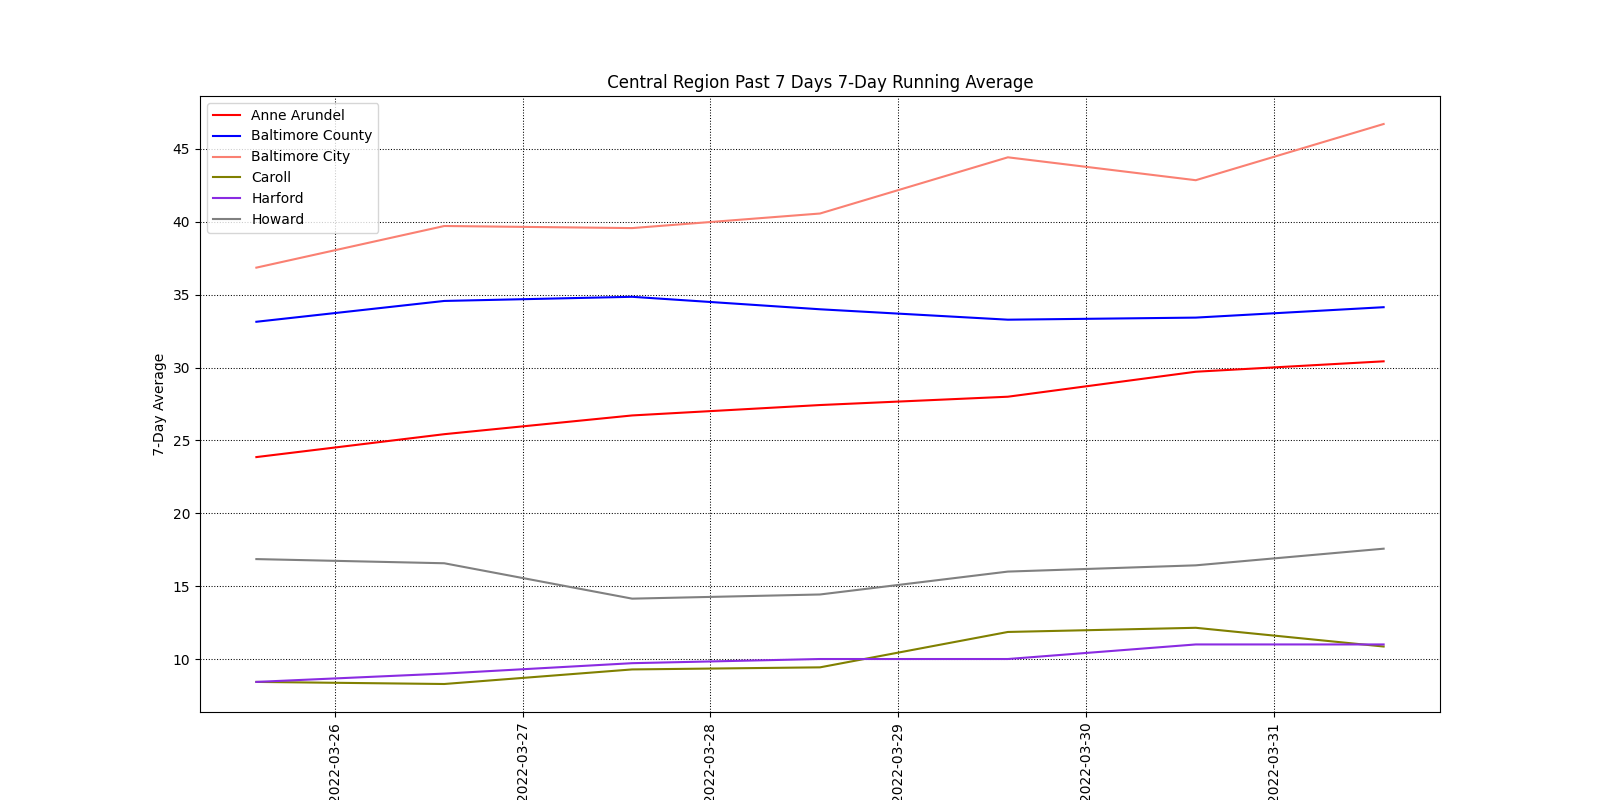 Central Region Past 7 Days 7-Day Running Average
Anne Arundel
Baltimore County
Baltimore City
Caroll
Harford
Howard
7-Day Average
45
40
35
30
25
20
15
10
2022-03-26
2022-03-27
2022-03-28
2022-03-29
2022-03-30
2022-03-31